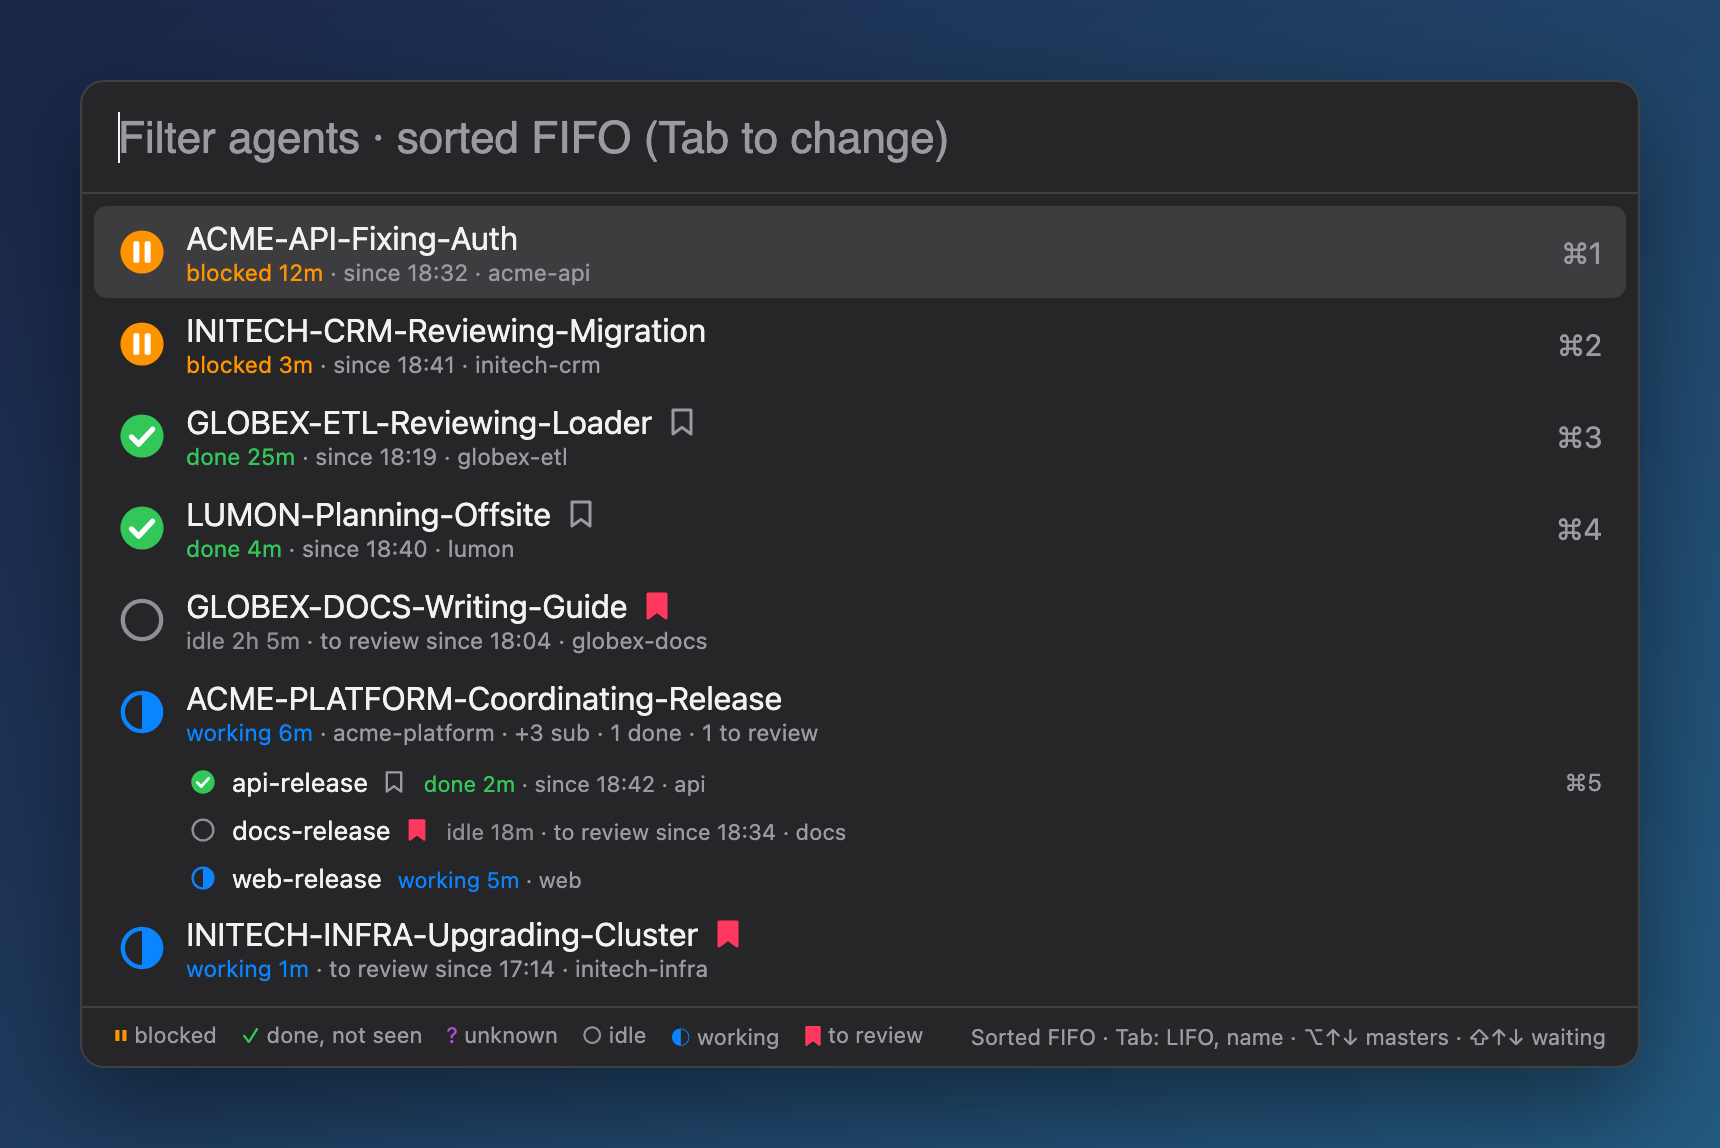 Filter agents · sorted FIFO (Tab to change)
ACME-API-Fixing-Auth
blocked 12m · since 18:32 · acme-api
⌘1
INITECH-CRM-Reviewing-Migration
blocked 3m · since 18:41 · initech-crm
⌘2
GLOBEX-ETL-Reviewing-Loader
done 25m · since 18:19 · globex-etl
⌘3
LUMON-Planning-Offsite
done 4m · since 18:40 · lumon
⌘4
GLOBEX-DOCS-Writing-Guide
idle 2h 5m · to review since 18:04 · globex-docs
ACME-PLATFORM-Coordinating-Release
working 6m · acme-platform · +3 sub · 1 done · 1 to review
api-release done 2m · since 18:42 · api ⌘5
docs-release idle 18m · to review since 18:34 · docs
web-release working 5m · web
INITECH-INFRA-Upgrading-Cluster
working 1m · to review since 17:14 · initech-infra
blocked ✓ done, not seen ? unknown idle working to review Sorted FIFO · Tab: LIFO, name · ⌥↑↓ masters · ⇧↑↓ waiting